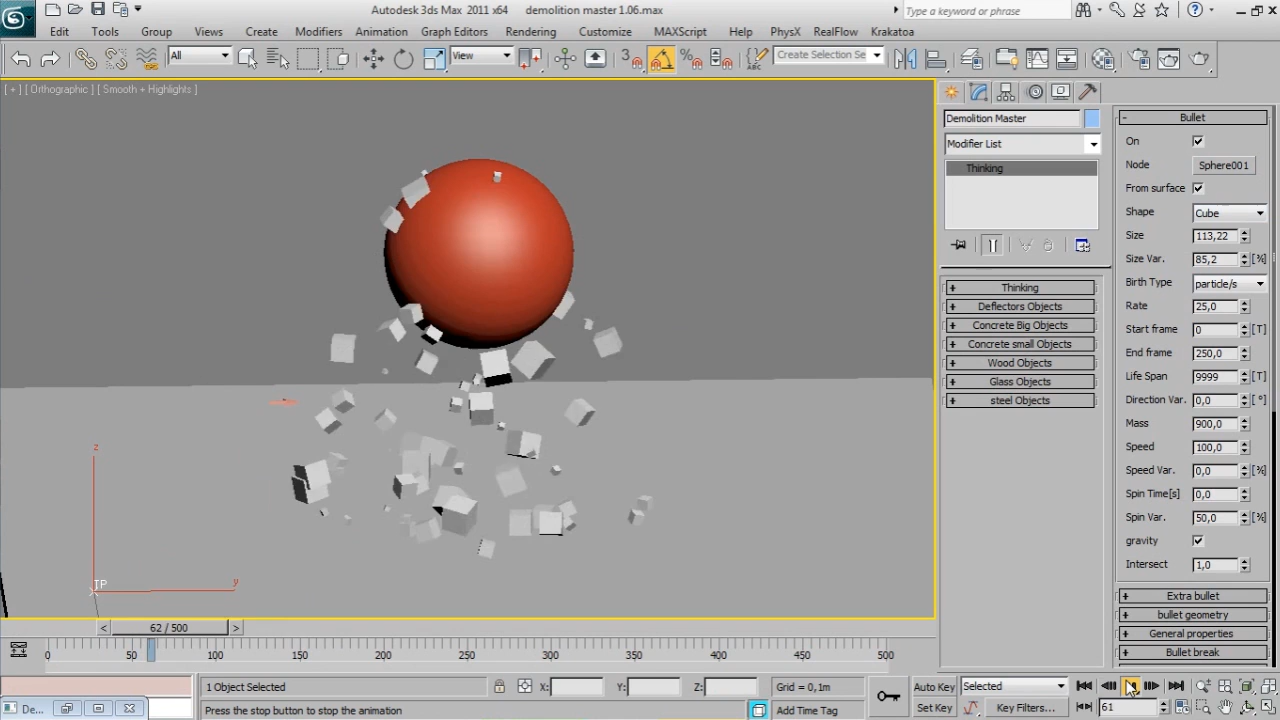 Autodesk 3ds Max 2011 x64 demolition master 1.06.max
Type a keyword or phrase
Edit Tools Group Views Create Modifiers Animation Graph Editors Rendering Customize MAXScript Help PhysX RealFlow Krakatoa
All View 3 Create Selection Se
[ + ] [ Orthographic ] [ Smooth + Highlights ]
z
TP
y
Demolition Master
Modifier List
Thinking
+ Thinking
+ Deflectors Objects
+ Concrete Big Objects
+ Concrete small Objects
+ Wood Objects
+ Glass Objects
+ steel Objects
- Bullet
On
Node Sphere001
From surface
Shape Cube
Size 113,22
Size Var. 85,2 [%]
Birth Type particle/s
Rate 25,0
Start frame 0 [T]
End frame 250,0 [T]
Life Span 9999 [T]
Direction Var. 0,0 [ °]
Mass 900,0
Speed 100,0
Speed Var. 0,0 [%]
Spin Time[s] 0,0
Spin Var. 50,0 [%]
gravity
Intersect 1,0
+ Extra bullet
+ bullet geometry
+ General properties
+ Bullet break
< 62 / 500 >
0 50 100 150 200 250 300 350 400 450 500
1 Object Selected X: Y: Z: Grid = 0,1m Auto Key Selected
De... Press the stop button to stop the animation Add Time Tag Set Key Key Filters... 61